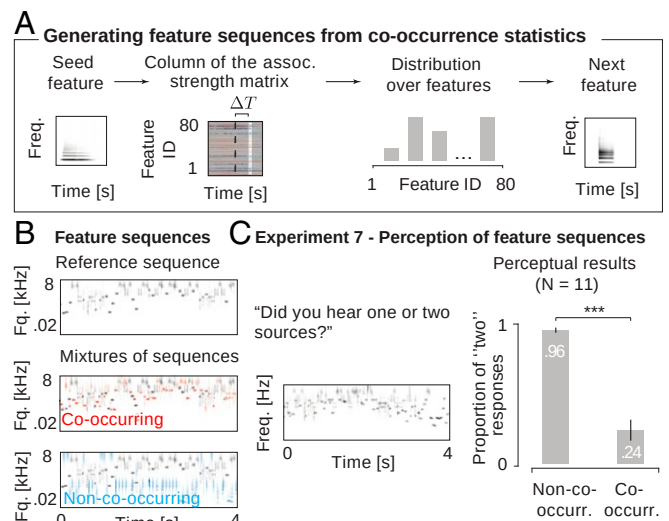 A
Generating feature sequences from co-occurrence statistics
Seed
feature
Column of the assoc.
strength matrix
Distribution
over features
Next
feature
ΔT
Freq.
Time [s]
Feature
ID
80
1
Time [s]
...
1
Feature ID
80
Freq.
Time [s]
B
Feature sequences
Reference sequence
Fq. [kHz]
8
.02
Mixtures of sequences
Fq. [kHz]
8
.02
Co-occurring
Fq. [kHz]
8
.02
Non-co-occurring
0
Time [s]
4
C
Experiment 7 - Perception of feature sequences
"Did you hear one or two
sources?"
Freq. [Hz]
0
4
Time [s]
Perceptual results
(N = 11)
***
Proportion of "two"
responses
1
0
.96
.24
Non-co-
occurr.
Co-
occurr.